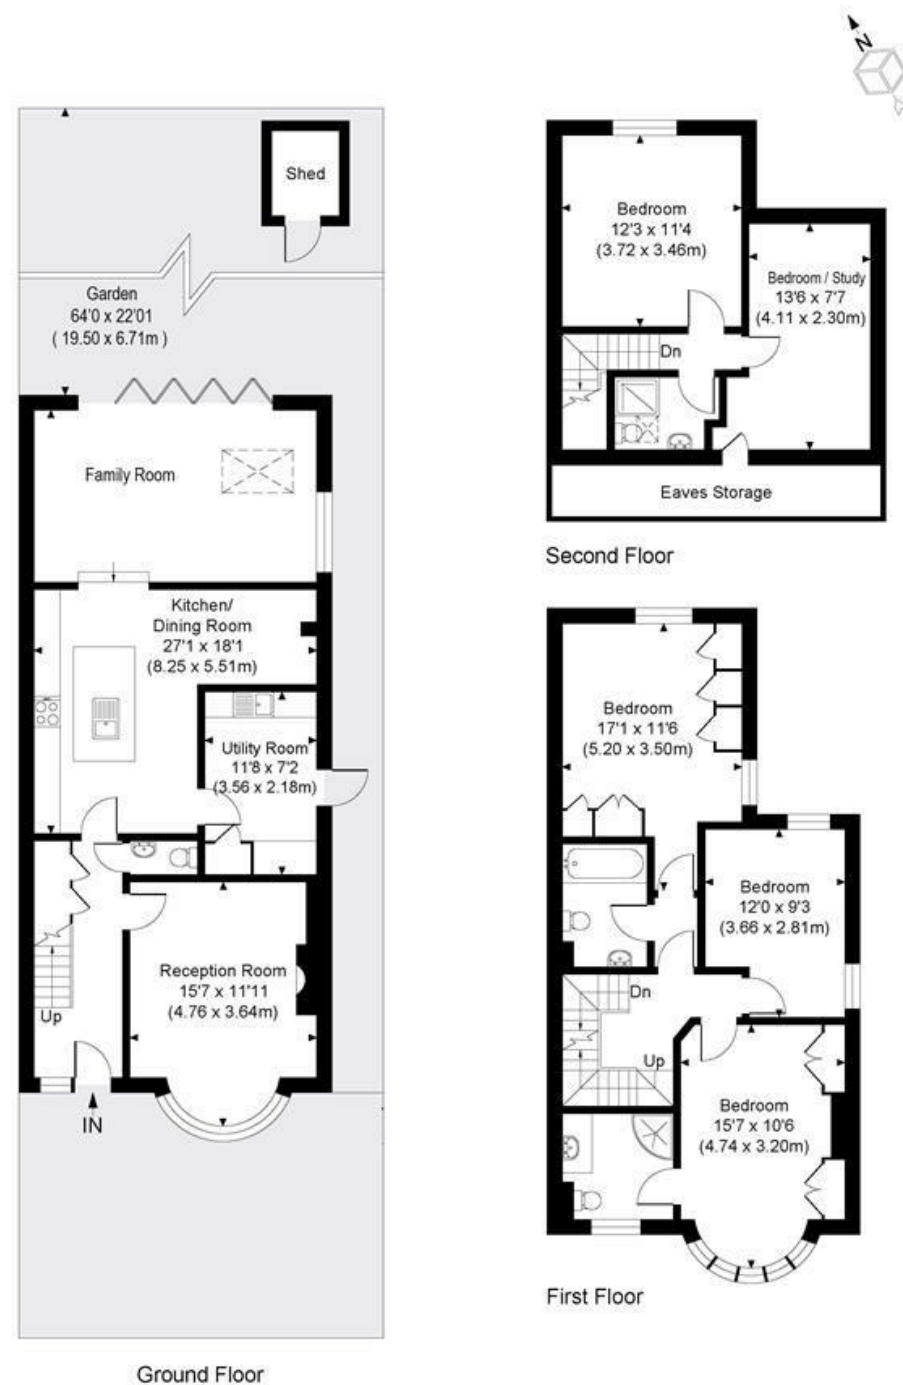 N
Shed
Garden
64'0 x 22'01
( 19.50 x 6.71m )
Family Room
Kitchen/
Dining Room
27'1 x 18'1
(8.25 x 5.51m)
Utility Room
11'8 x 7'2
(3.56 x 2.18m)
Reception Room
15'7 x 11'11
(4.76 x 3.64m)
Up
IN
Ground Floor
Bedroom
12'3 x 11'4
(3.72 x 3.46m)
Bedroom / Study
13'6 x 7'7
(4.11 x 2.30m)
Dn
Eaves Storage
Second Floor
Bedroom
17'1 x 11'6
(5.20 x 3.50m)
Bedroom
12'0 x 9'3
(3.66 x 2.81m)
Dn
Up
Bedroom
15'7 x 10'6
(4.74 x 3.20m)
First Floor